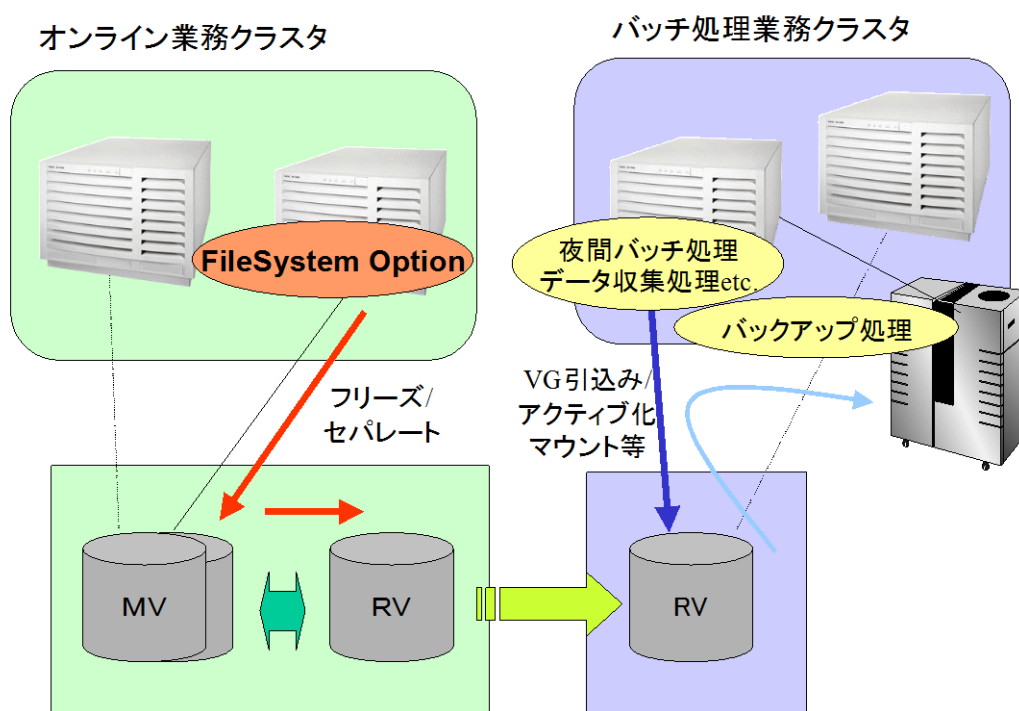 オンライン業務クラスタ
バッチ処理業務クラスタ
FileSystem Option
夜間バッチ処理
データ収集処理etc.
バックアップ処理
フリーズ/
セパレート
VG引込み/
アクティブ化
マウント等
MV
RV
RV